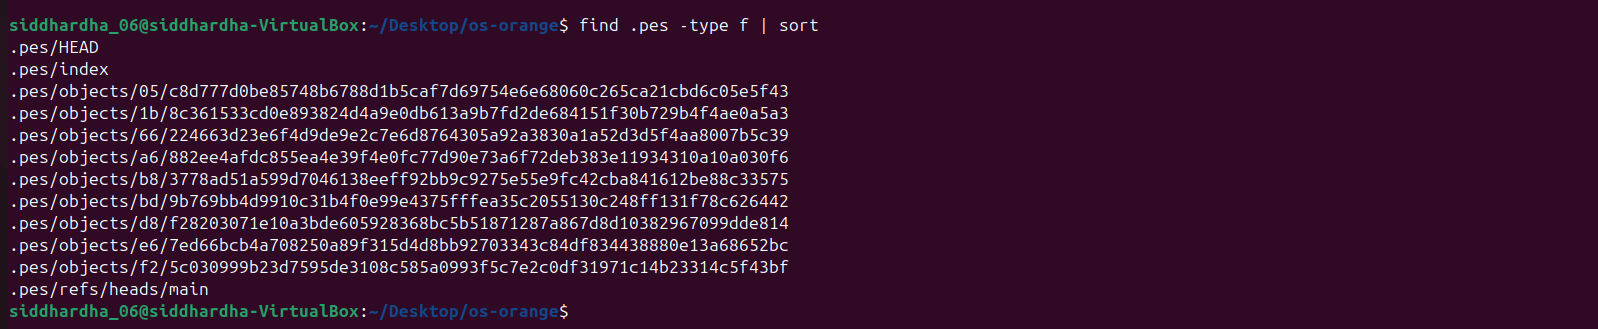 siddhardha_06@siddhardha-VirtualBox:~/Desktop/os-orange$ find .pes -type f | sort
.pes/HEAD
.pes/index
.pes/objects/05/c8d777d0be85748b6788d1b5caf7d69754e6e68060c265ca21cbd6c05e5f43
.pes/objects/1b/8c361533cd0e893824d4a9e0db613a9b7fd2de684151f30b729b4f4ae0a5a3
.pes/objects/66/224663d23e6f4d9de9e2c7e6d8764305a92a3830a1a52d3d5f4aa8007b5c39
.pes/objects/a6/882ee4afdc855ea4e39f4e0fc77d90e73a6f72deb383e11934310a10a030f6
.pes/objects/b8/3778ad51a599d7046138eeff92bb9c9275e55e9fc42cba841612be88c33575
.pes/objects/bd/9b769bb4d9910c31b4f0e99e4375fffea35c2055130c248ff131f78c626442
.pes/objects/d8/f28203071e10a3bde605928368bc5b51871287a867d8d10382967099dde814
.pes/objects/e6/7ed66bcb4a708250a89f315d4d8bb92703343c84df834438880e13a68652bc
.pes/objects/f2/5c030999b23d7595de3108c585a0993f5c7e2c0df31971c14b23314c5f43bf
.pes/refs/heads/main
siddhardha_06@siddhardha-VirtualBox:~/Desktop/os-orange$